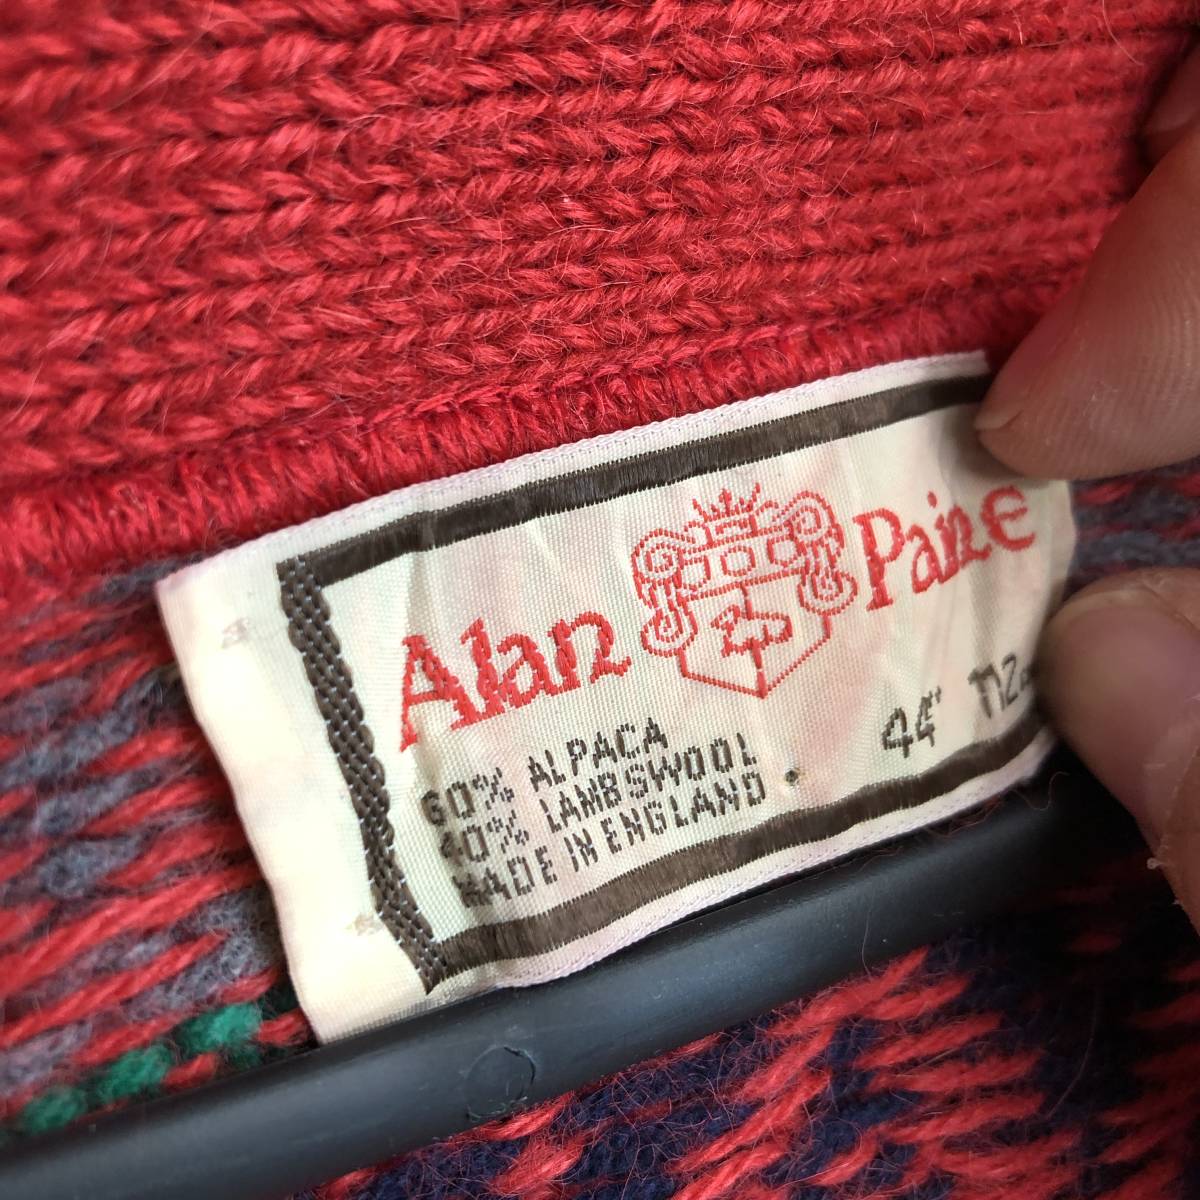 Alan Paine
60% ALPACA
40% LAMBSWOOL
MADE IN ENGLAND
44"